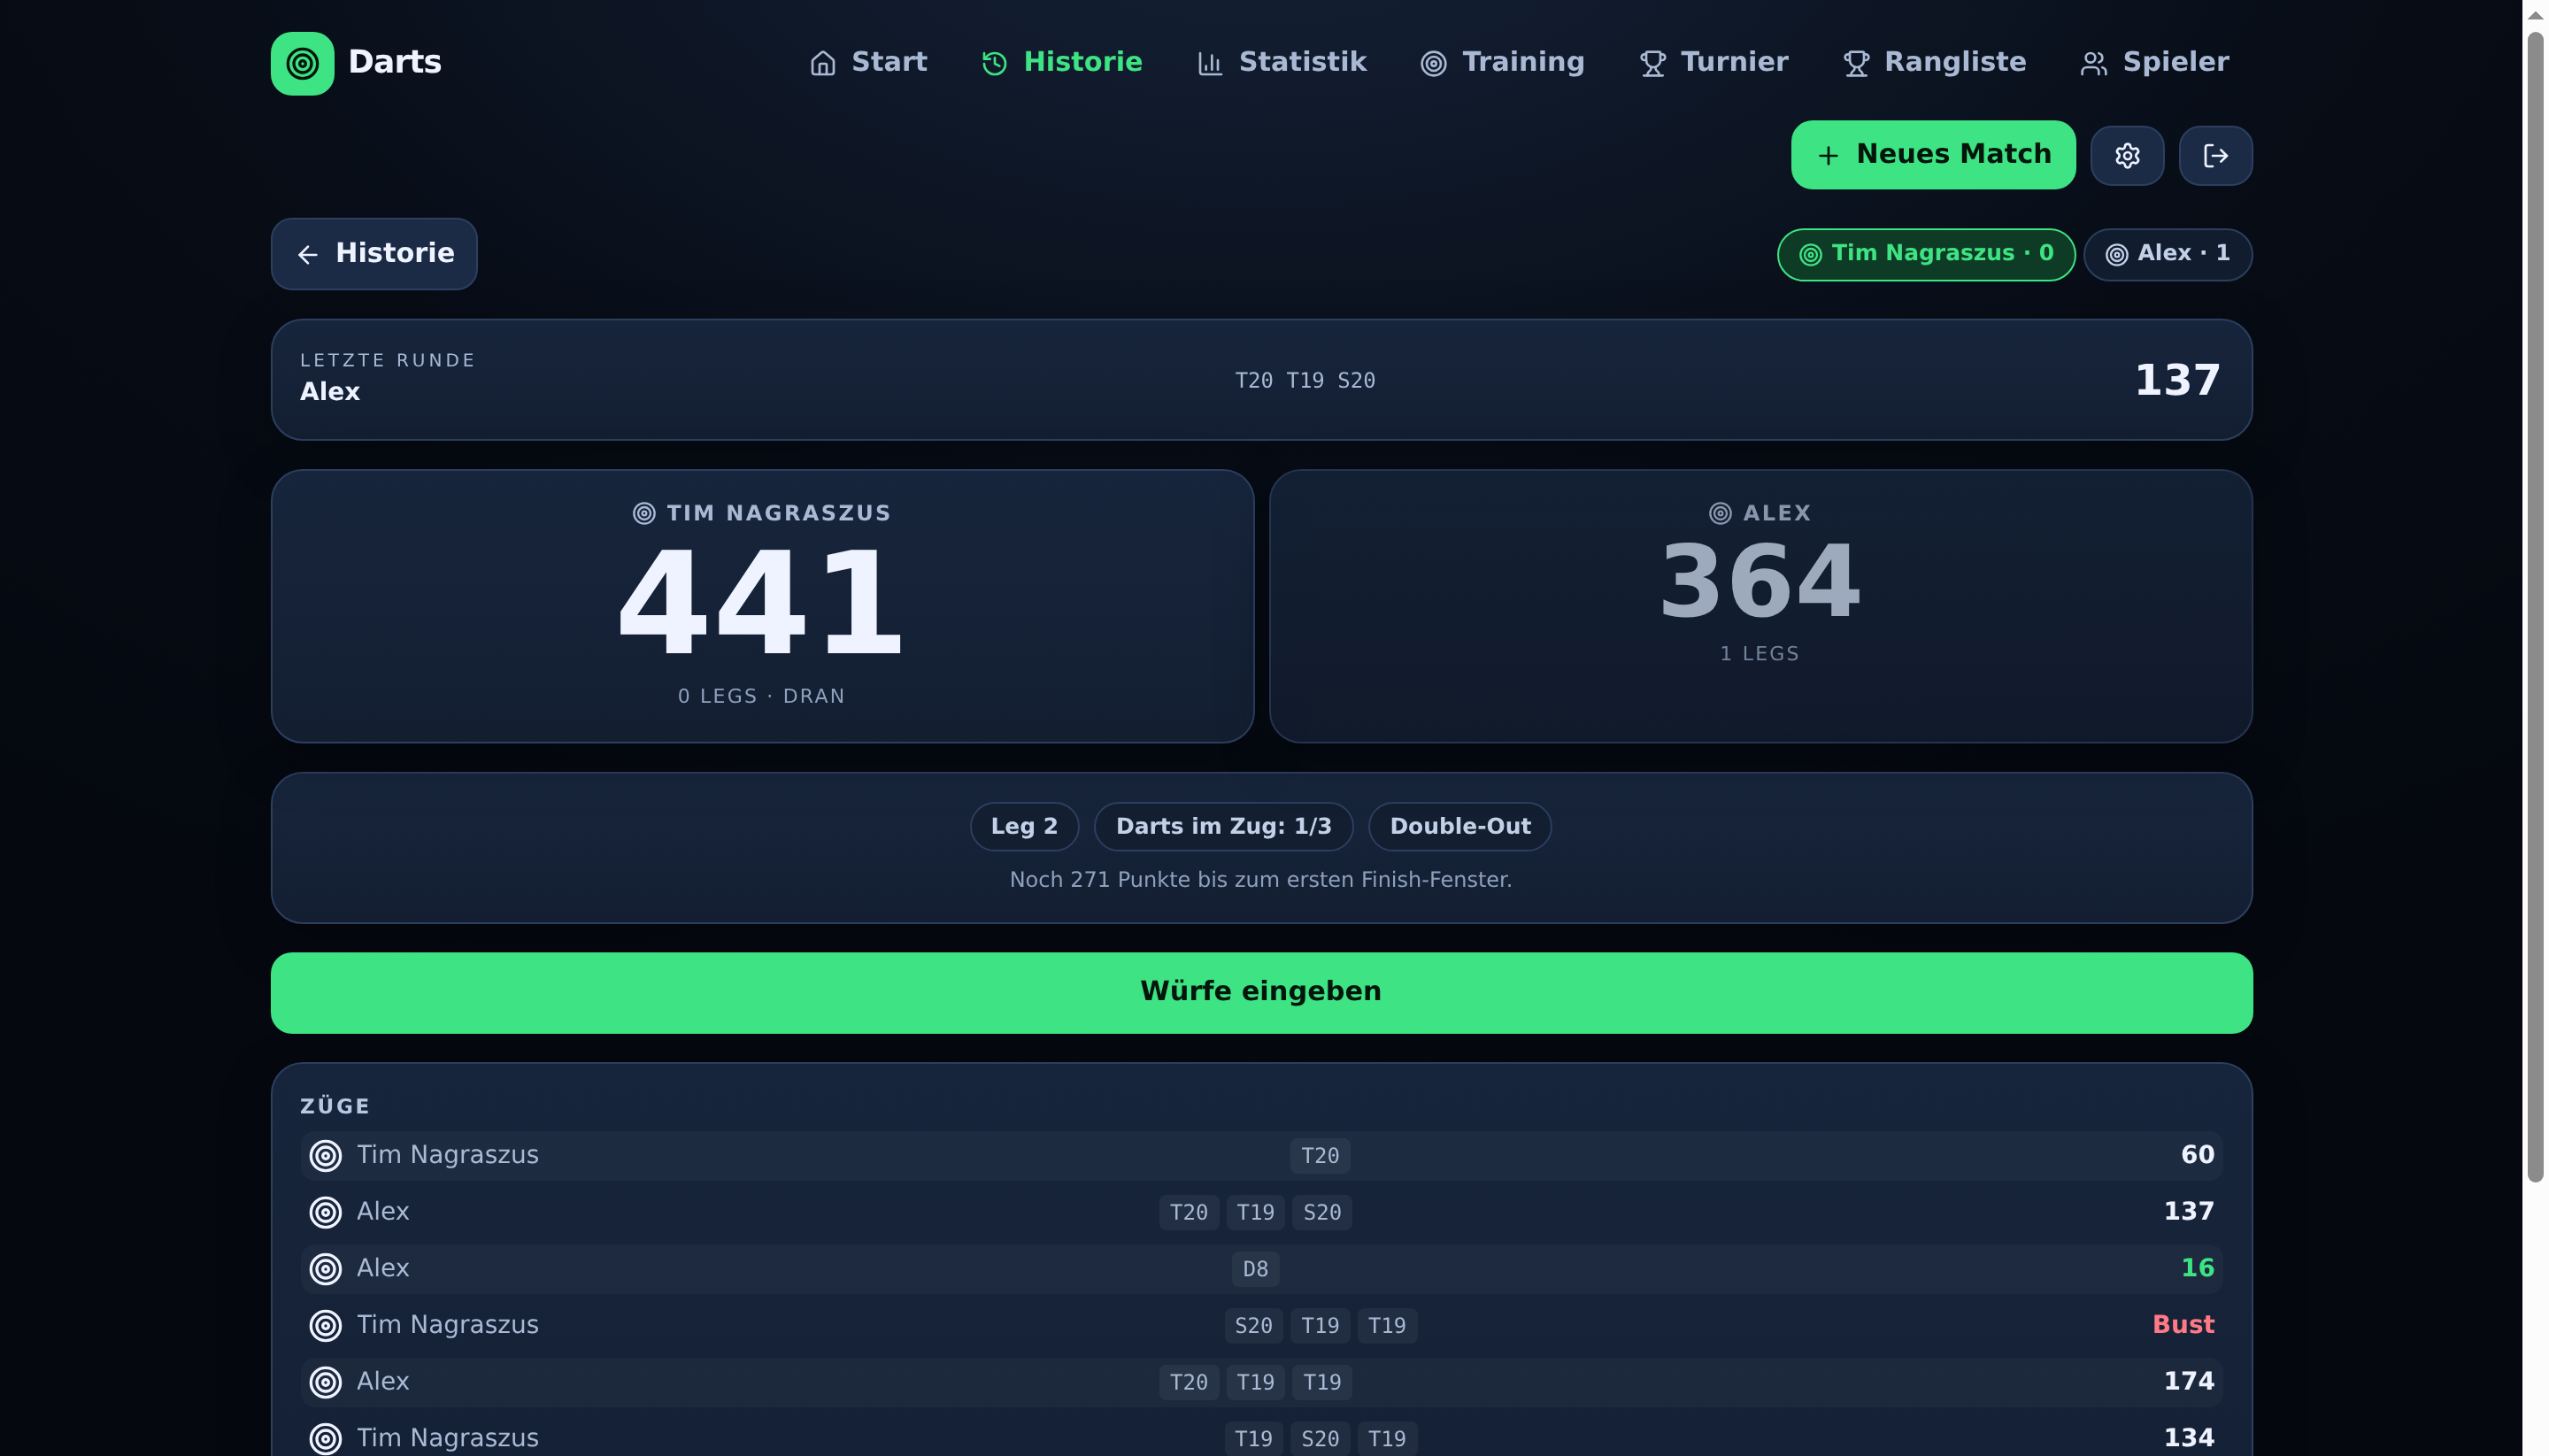 Darts
Start Historie Statistik Training Turnier Rangliste Spieler
Neues Match
Historie
Tim Nagraszus · 0 Alex · 1
LETZTE RUNDE
Alex
T20 T19 S20
137
TIM NAGRASZUS
441
0 LEGS · DRAN
ALEX
364
1 LEGS
Leg 2 Darts im Zug: 1/3 Double-Out
Noch 271 Punkte bis zum ersten Finish-Fenster.
Würfe eingeben
ZÜGE
Tim Nagraszus T20 60
Alex T20 T19 S20 137
Alex D8 16
Tim Nagraszus S20 T19 T19 Bust
Alex T20 T19 T19 174
Tim Nagraszus T19 S20 T19 134